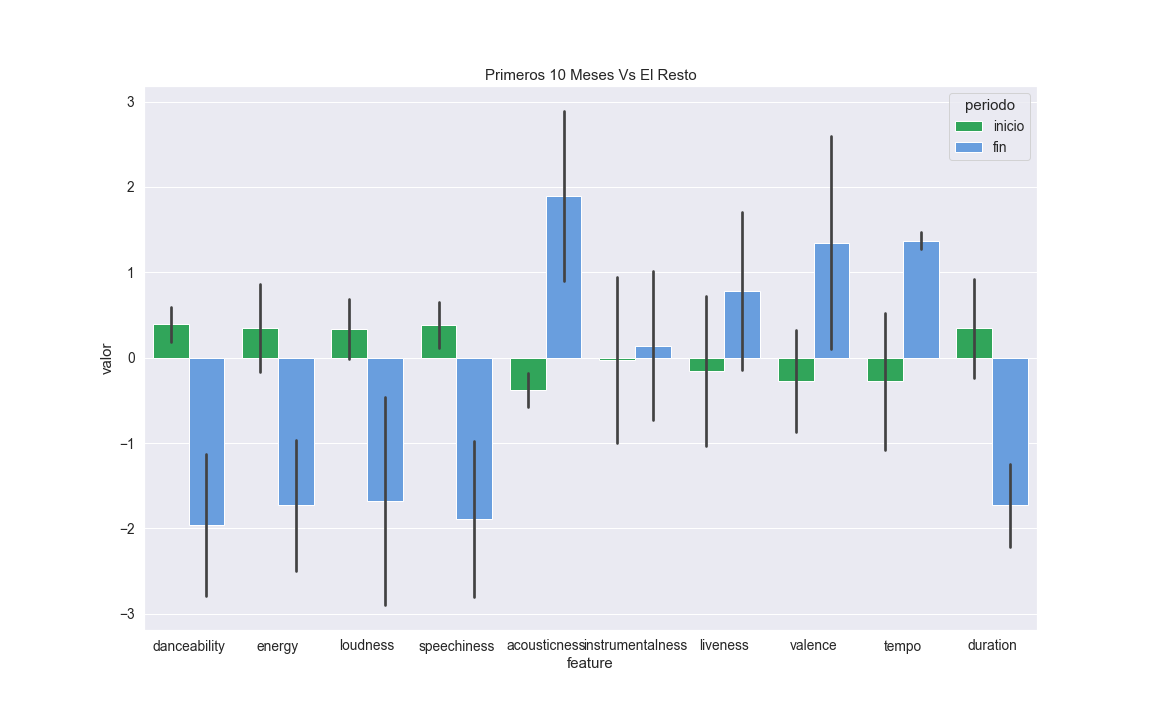 Primeros 10 Meses Vs El Resto
periodo
inicio
fin
valor
3
2
1
0
−1
−2
−3
danceability energy loudness speechiness acousticness instrumentalness liveness valence tempo duration
feature